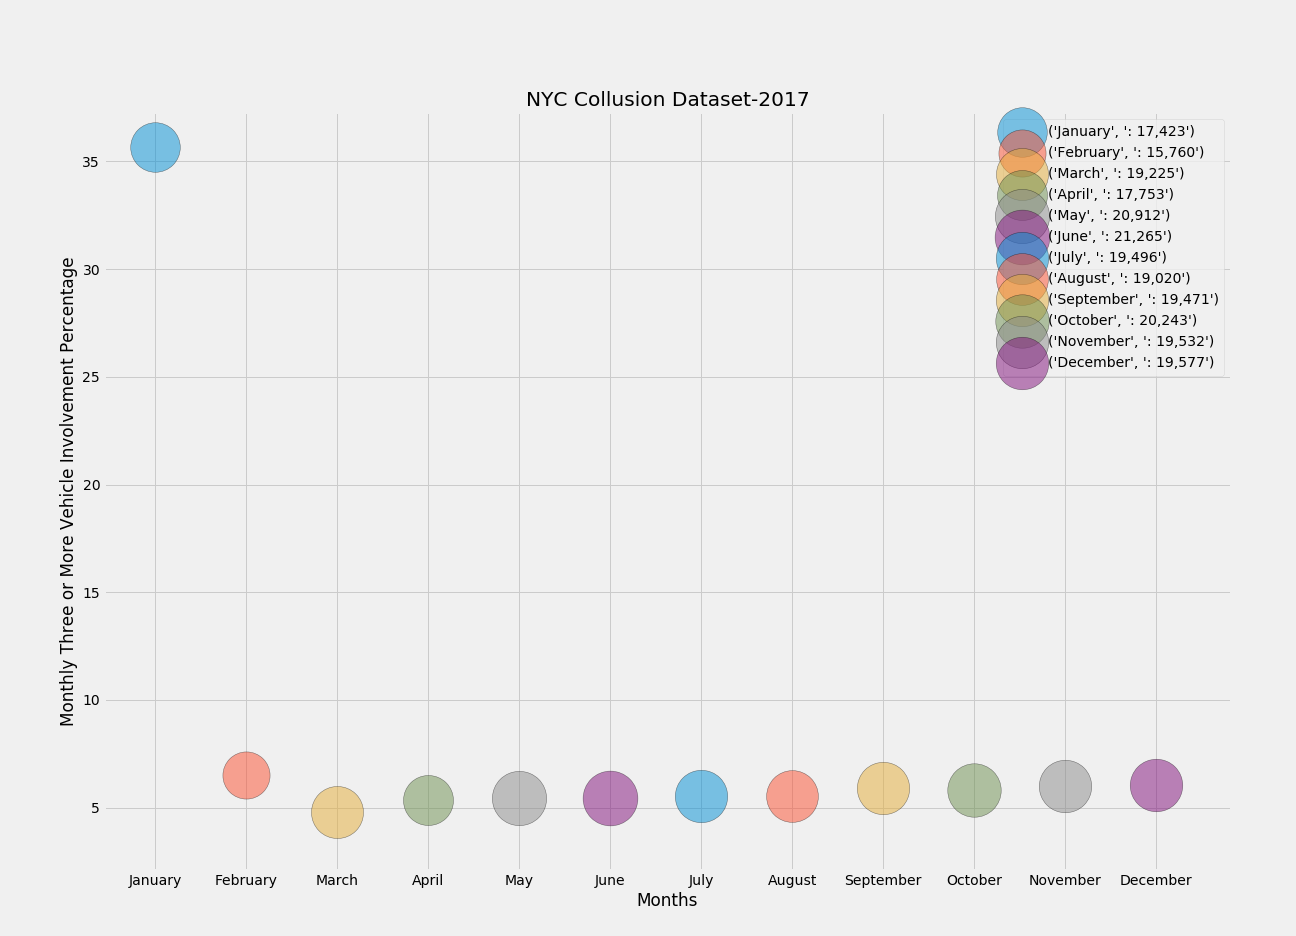 NYC Collusion Dataset-2017
('January', ': 17,423')
('February', ': 15,760')
('March', ': 19,225')
('April', ': 17,753')
('May', ': 20,912')
('June', ': 21,265')
('July', ': 19,496')
('August', ': 19,020')
('September', ': 19,471')
('October', ': 20,243')
('November', ': 19,532')
('December', ': 19,577')
Monthly Three or More Vehicle Involvement Percentage
35
30
25
20
15
10
5
January February March April May June July August September October November December
Months